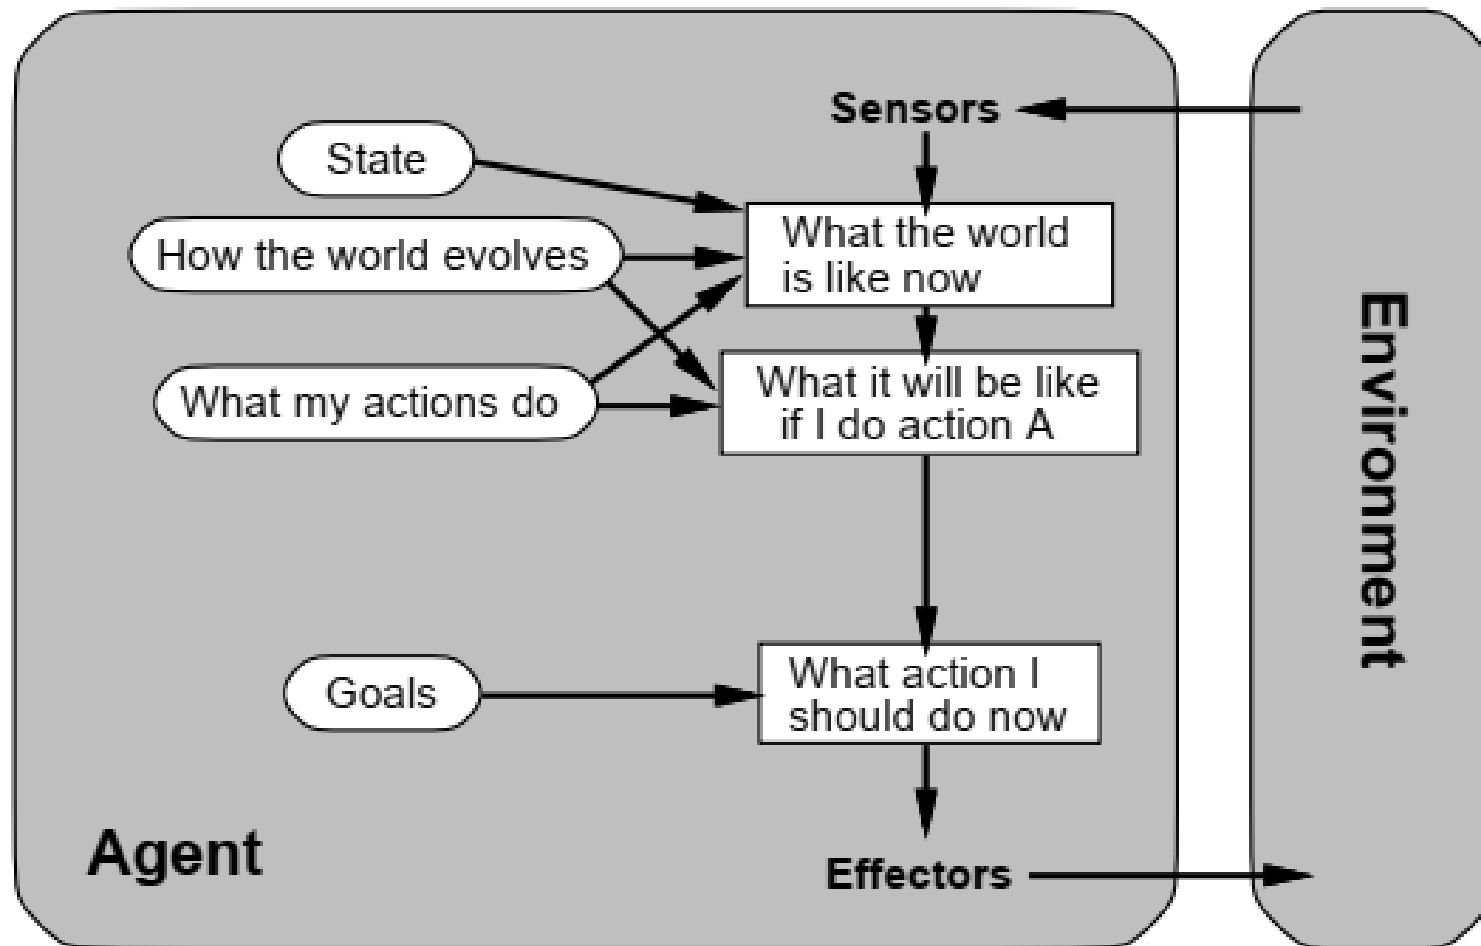 Sensors
State
What the world
is like now
How the world evolves
What it will be like
if I do action A
What my actions do
Goals
What action I
should do now
Agent
Effectors
Environment